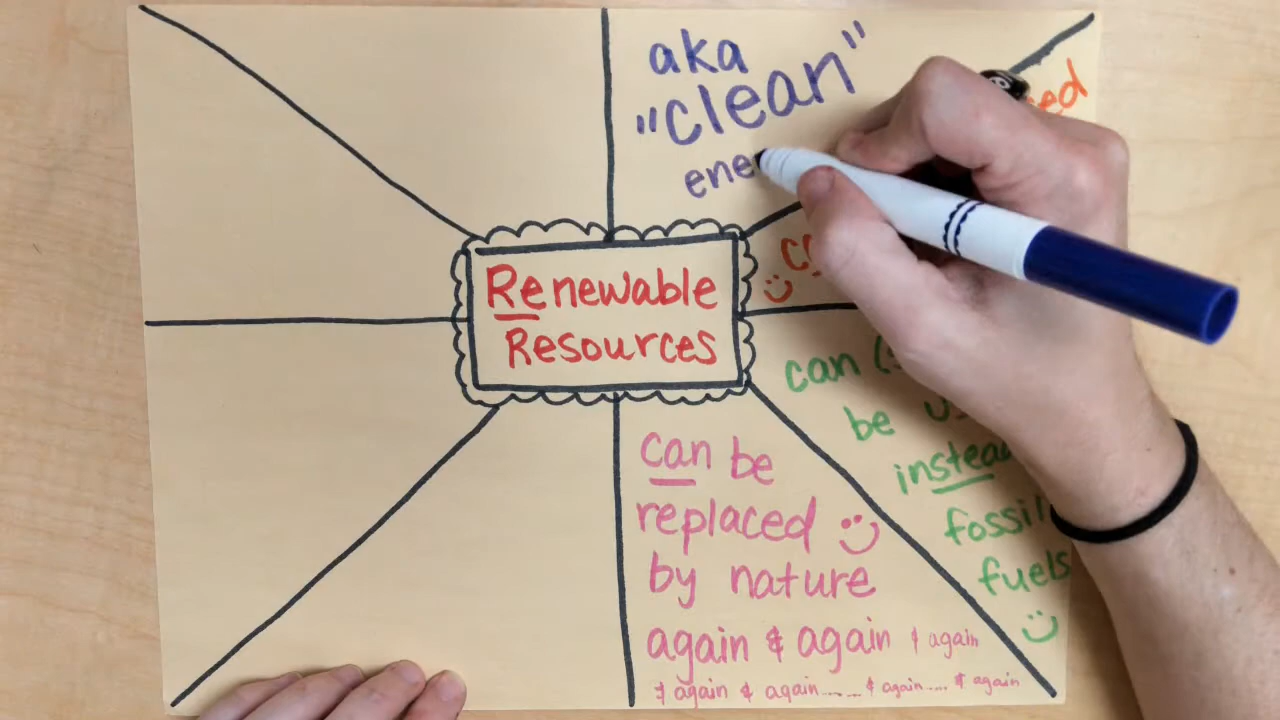 Renewable
Resources
aka
"clean"
can
be
instead
fossil
fuels
can be
replaced
by nature
again & again & again
& again & again...... & again.... & again